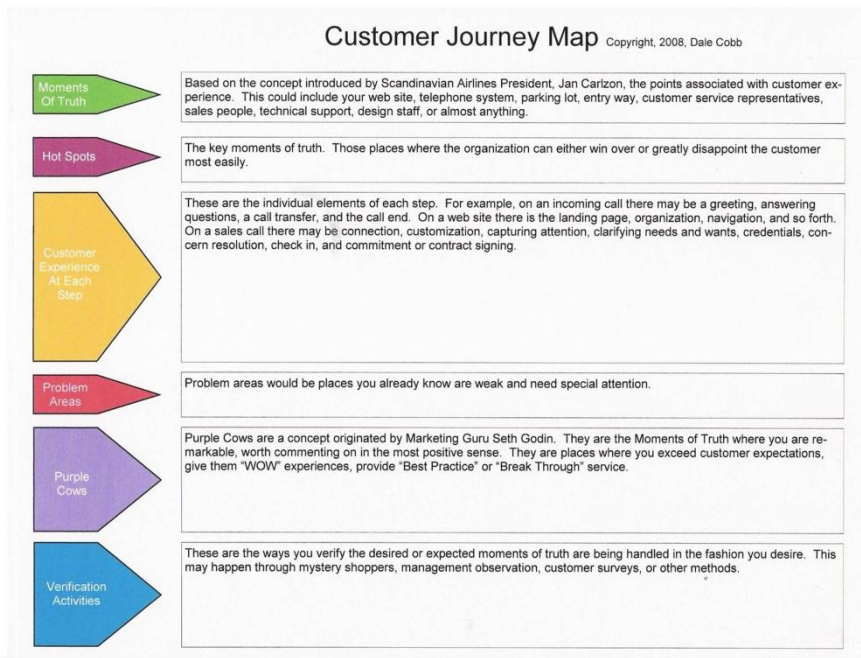 Customer Journey Map Copyright, 2008, Dale Cobb
Moments
Of Truth
Based on the concept introduced by Scandinavian Airlines President, Jan Carlzon, the points associated with customer ex-
perience. This could include your web site, telephone system, parking lot, entry way, customer service representatives,
sales people, technical support, design staff, or almost anything.
Hot Spots
The key moments of truth. Those places where the organization can either win over or greatly disappoint the customer
most easily.
Customer
Experience
At Each
Step
These are the individual elements of each step. For example, on an incoming call there may be a greeting, answering
questions, a call transfer, and the call end. On a web site there is the landing page, organization, navigation, and so forth.
On a sales call there may be connection, customization, capturing attention, clarifying needs and wants, credentials, con-
cern resolution, check in, and commitment or contract signing.
Problem
Areas
Problem areas would be places you already know are weak and need special attention.
Purple
Cows
Purple Cows are a concept originated by Marketing Guru Seth Godin. They are the Moments of Truth where you are re-
markable, worth commenting on in the most positive sense. They are places where you exceed customer expectations,
give them “WOW” experiences, provide “Best Practice” or “Break Through” service.
Verification
Activities
These are the ways you verify the desired or expected moments of truth are being handled in the fashion you desire. This
may happen through mystery shoppers, management observation, customer surveys, or other methods.